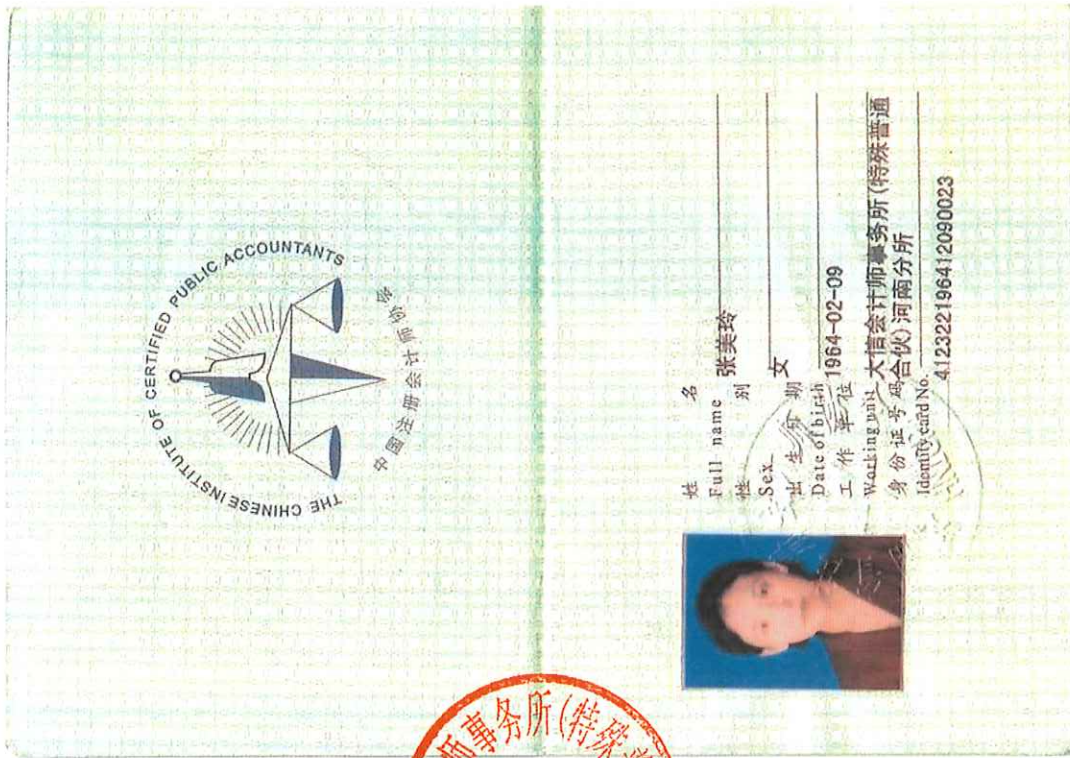 THE CHINESE INSTITUTE OF CERTIFIED PUBLIC ACCOUNTANTS
中国注册会计师协会
姓 名
Full name 张美玲
性 别
Sex 女
出生日期
Date of birth 1964-02-09
工作单位
Working unit 大信会计师事务所(特殊普通
合伙)河南分所
身份证号码
Identity card No. 412322196412090023
师事务所(特殊普